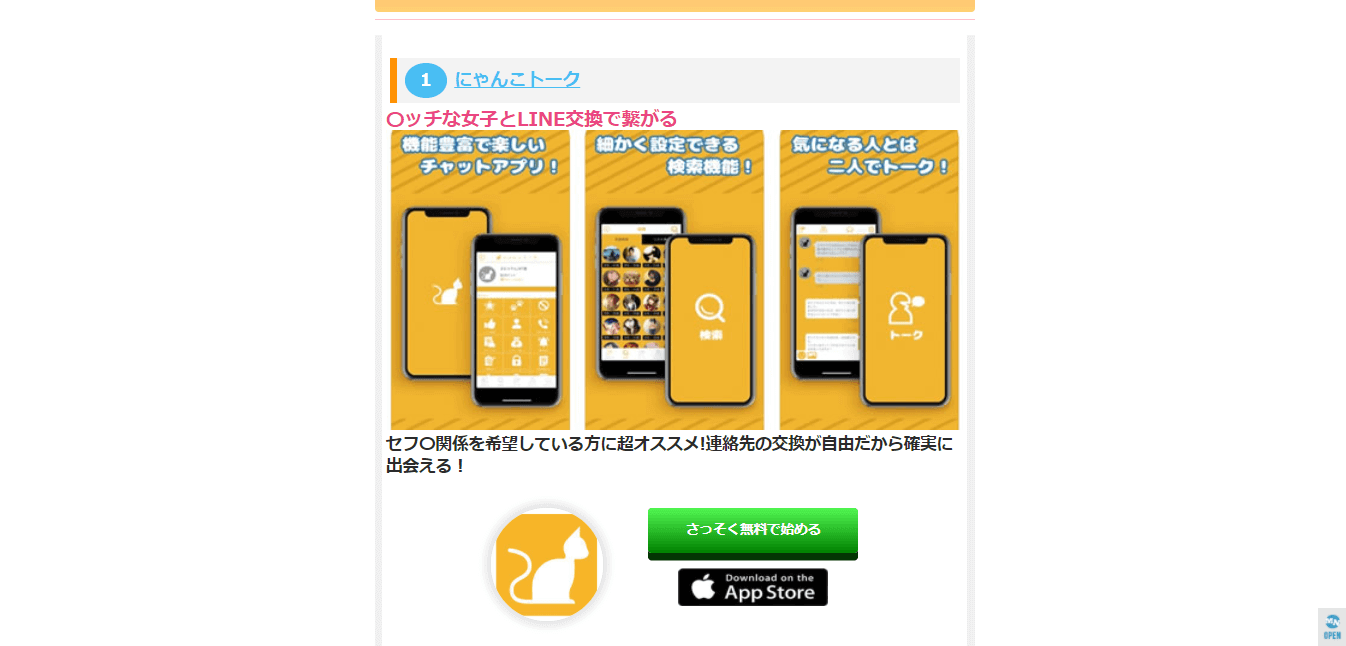 1 にゃんこトーク
〇ッチな女子とLINE交換で繋がる
機能豊富で楽しい
チャットアプリ！
細かく設定できる
検索機能！
気になる人とは
二人でトーク！
検索
トーク
セフ〇関係を希望している方に超オススメ!連絡先の交換が自由だから確実に
出会える！
さっそく無料で始める
Download on the
App Store
OPEN